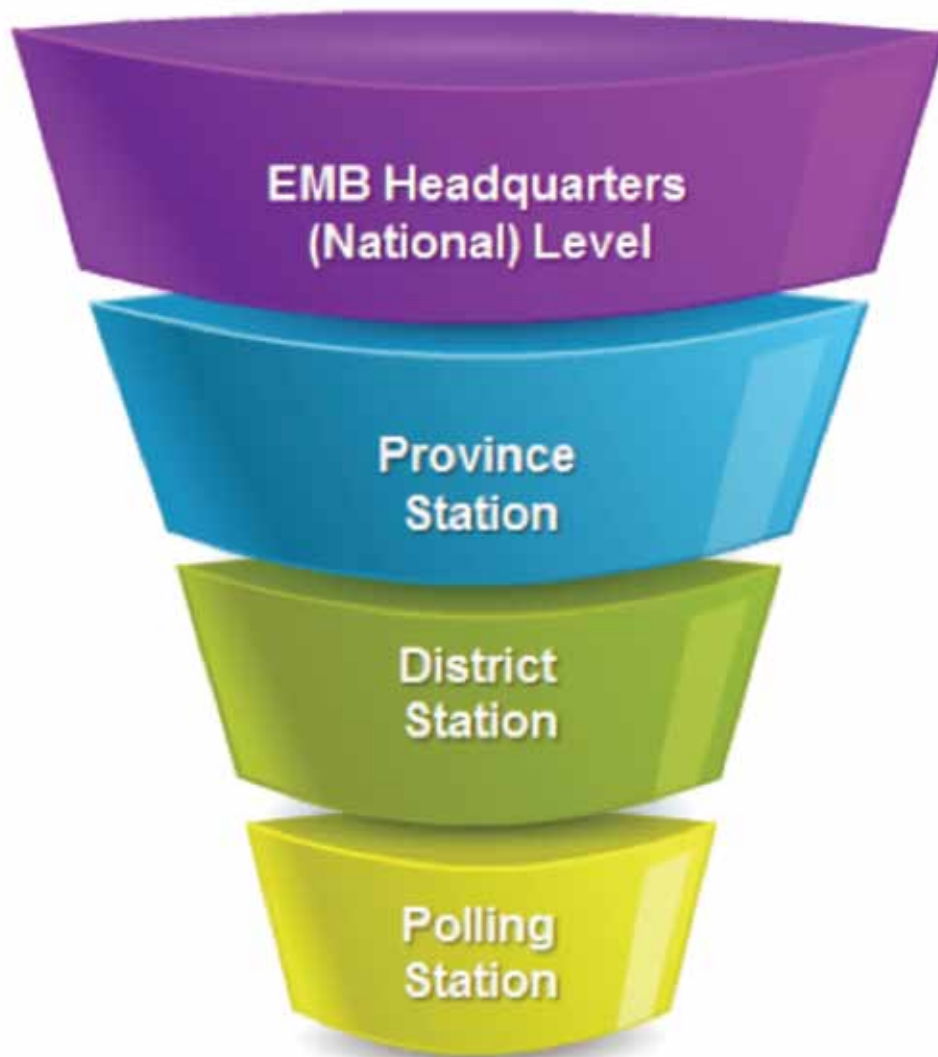 EMB Headquarters
(National) Level
Province
Station
District
Station
Polling
Station